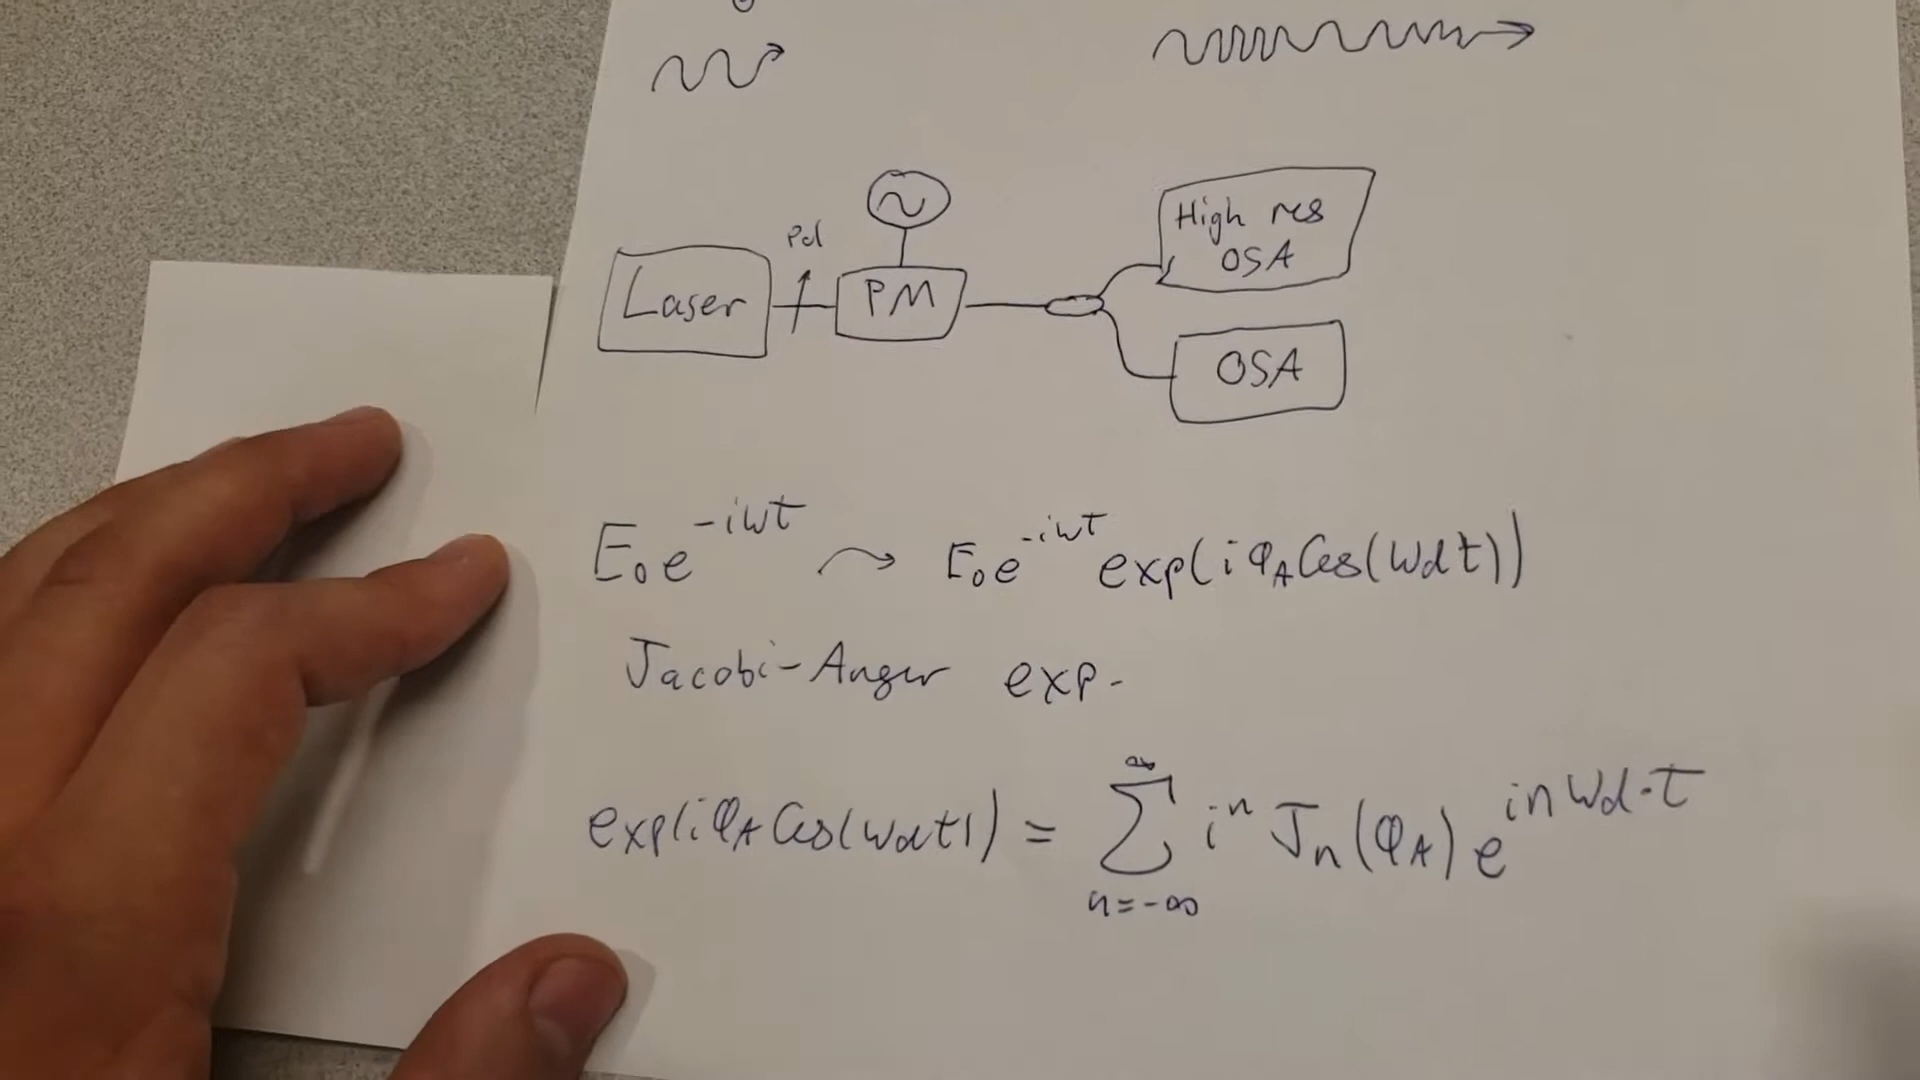 High res
OSA
Pol
Laser
PM
OSA
E₀e^{-iωt} ⤳ E₀e^{-iωt} exp(iφ_A Cos(ω_d t))
Jacobi-Anger exp-
exp(iφ_A Cos(ω_d t)) = ∑_{n=-∞}^{∞} i^n J_n(φ_A) e^{inω_d·t}